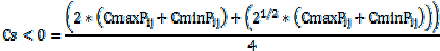 Cs < 0 = (2 * (CmaxP_ij + CminP_ij) + (2^(1/2) * (CmaxP_ij + CminP_ij))) / 4